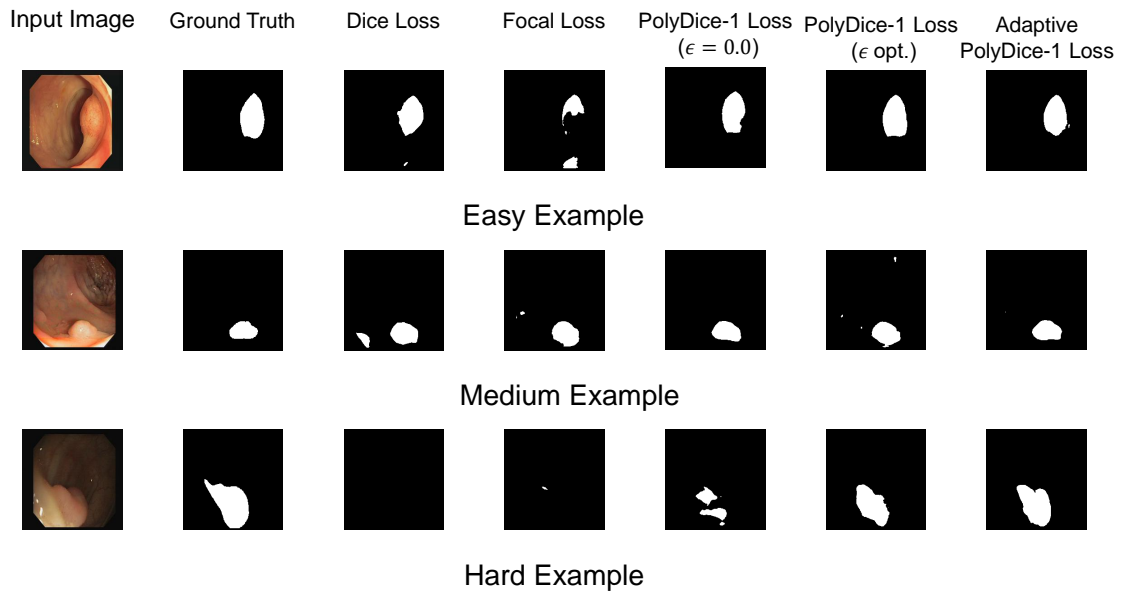 Input Image
Ground Truth
Dice Loss
Focal Loss
PolyDice-1 Loss
(ϵ = 0.0)
PolyDice-1 Loss
(ϵ opt.)
Adaptive
PolyDice-1 Loss
Easy Example
Medium Example
Hard Example